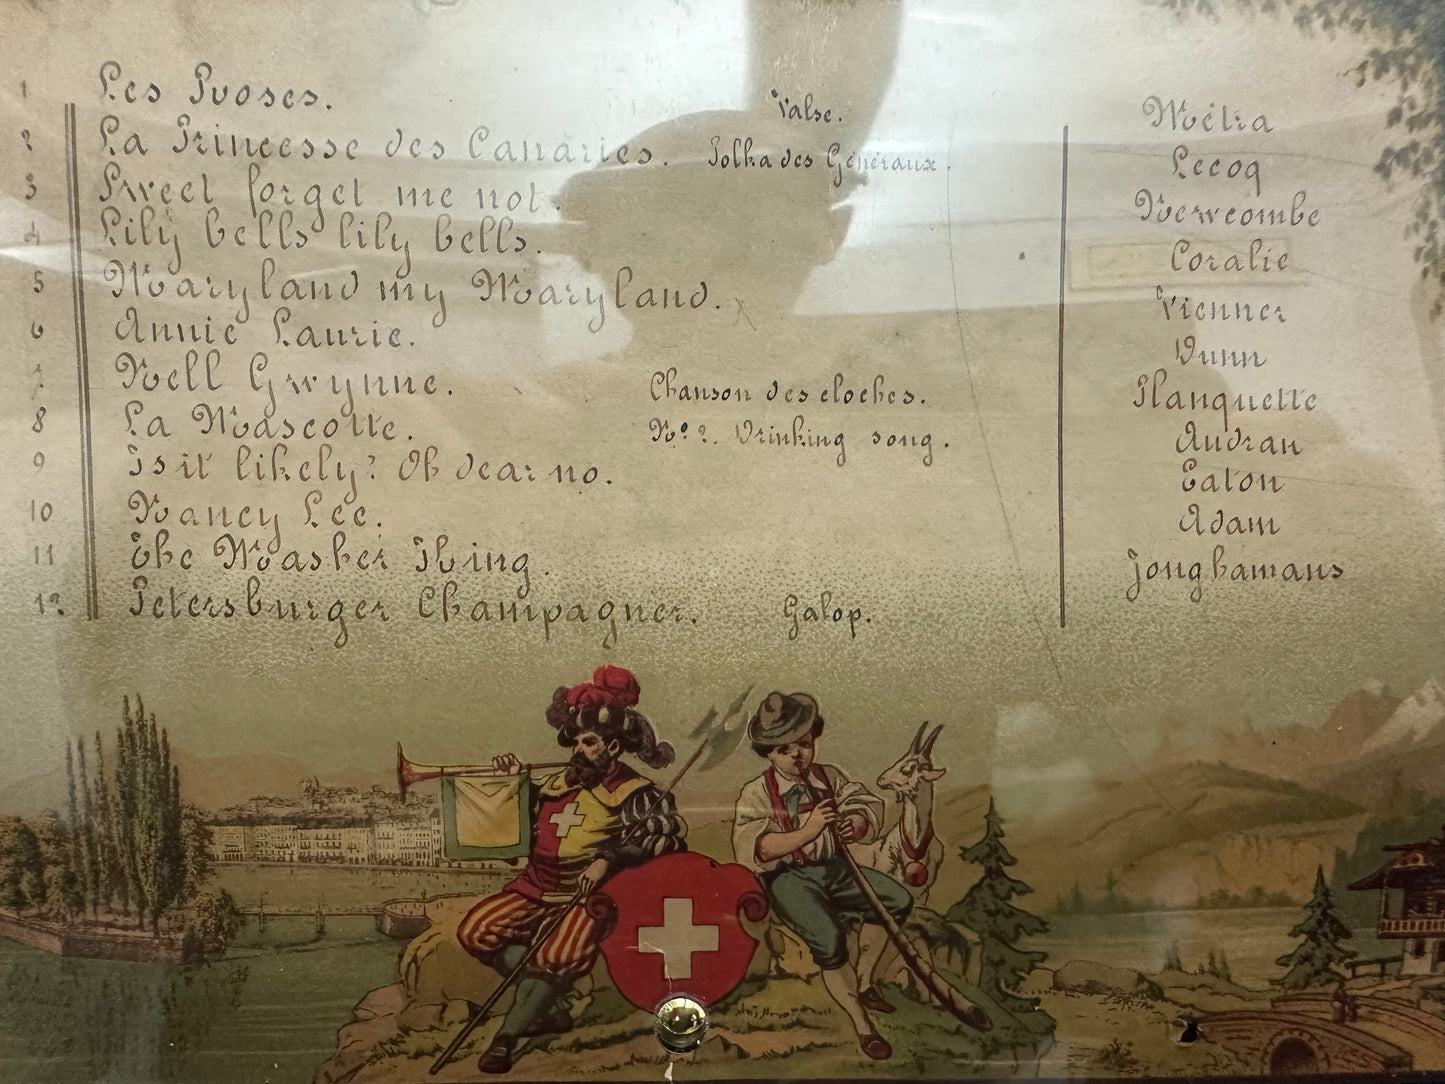 1 Les Roses. Valse. Métra
2 La Princesse des Canaries. Polka des Généraux. Lecoq
3 Sweet forget me not. Newcombe
4 Lily bells lily bells. Coralie
5 Maryland my Maryland. Vienner
6 Annie Laurie. Dunn
7 Nell Gwynne. Chanson des cloches. Planquette
8 La Mascotte. Nº 2. Drinking song. Audran
9 Is it likely? Oh dear no. Eaton
10 Nancy Lee. Adam
11 The Masher King. Jonghamans
12 Petersburger Champagner. Galop.